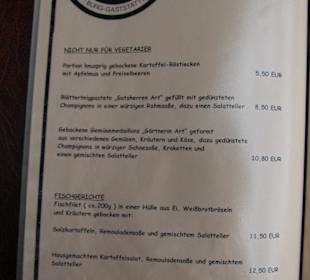 BURG-GASTSTÄTTE
NICHT NUR FÜR VEGETARIER
Portion knusprig gebackene Kartoffel-Röstiecken
mit Apfelmus und Preiselbeeren 5,50 EUR
Blätterteigpastete „Gutsherren Art" gefüllt mit gedünsteten
Champignons in einer würzigen Rahmsoße, dazu einen Salatteller 8,50 EUR
Gebackene Gemüsemedaillons „Gärtnerin Art" geformt
aus verschiedenen Gemüsen, Kräutern und Käse, dazu gedünstete
Champignons in würziger Sahnesoße, Kroketten und
einen gemischten Salatteller 10,80 EUR
FISCHGERICHTE
Fischfilet ( ca.200g ) in einer Hülle aus Ei, Weißbrotbröseln
und Kräutern gebacken mit:
Salzkartoffeln, Remouladensoße und gemischtem Salatteller 11,50 EUR
Hausgemachtem Kartoffelsalat, Remouladensoße und gemischtem
Salatteller 12,50 EUR